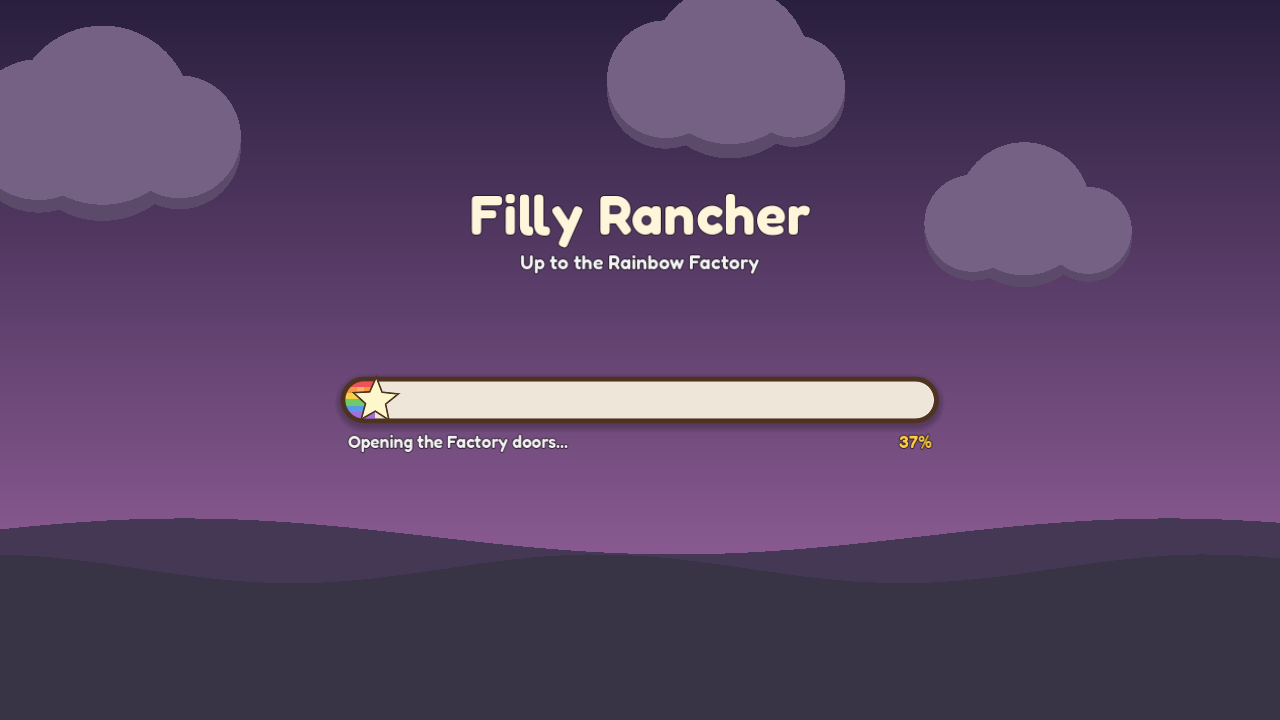 Filly Rancher
Up to the Rainbow Factory
Opening the Factory doors...
37%